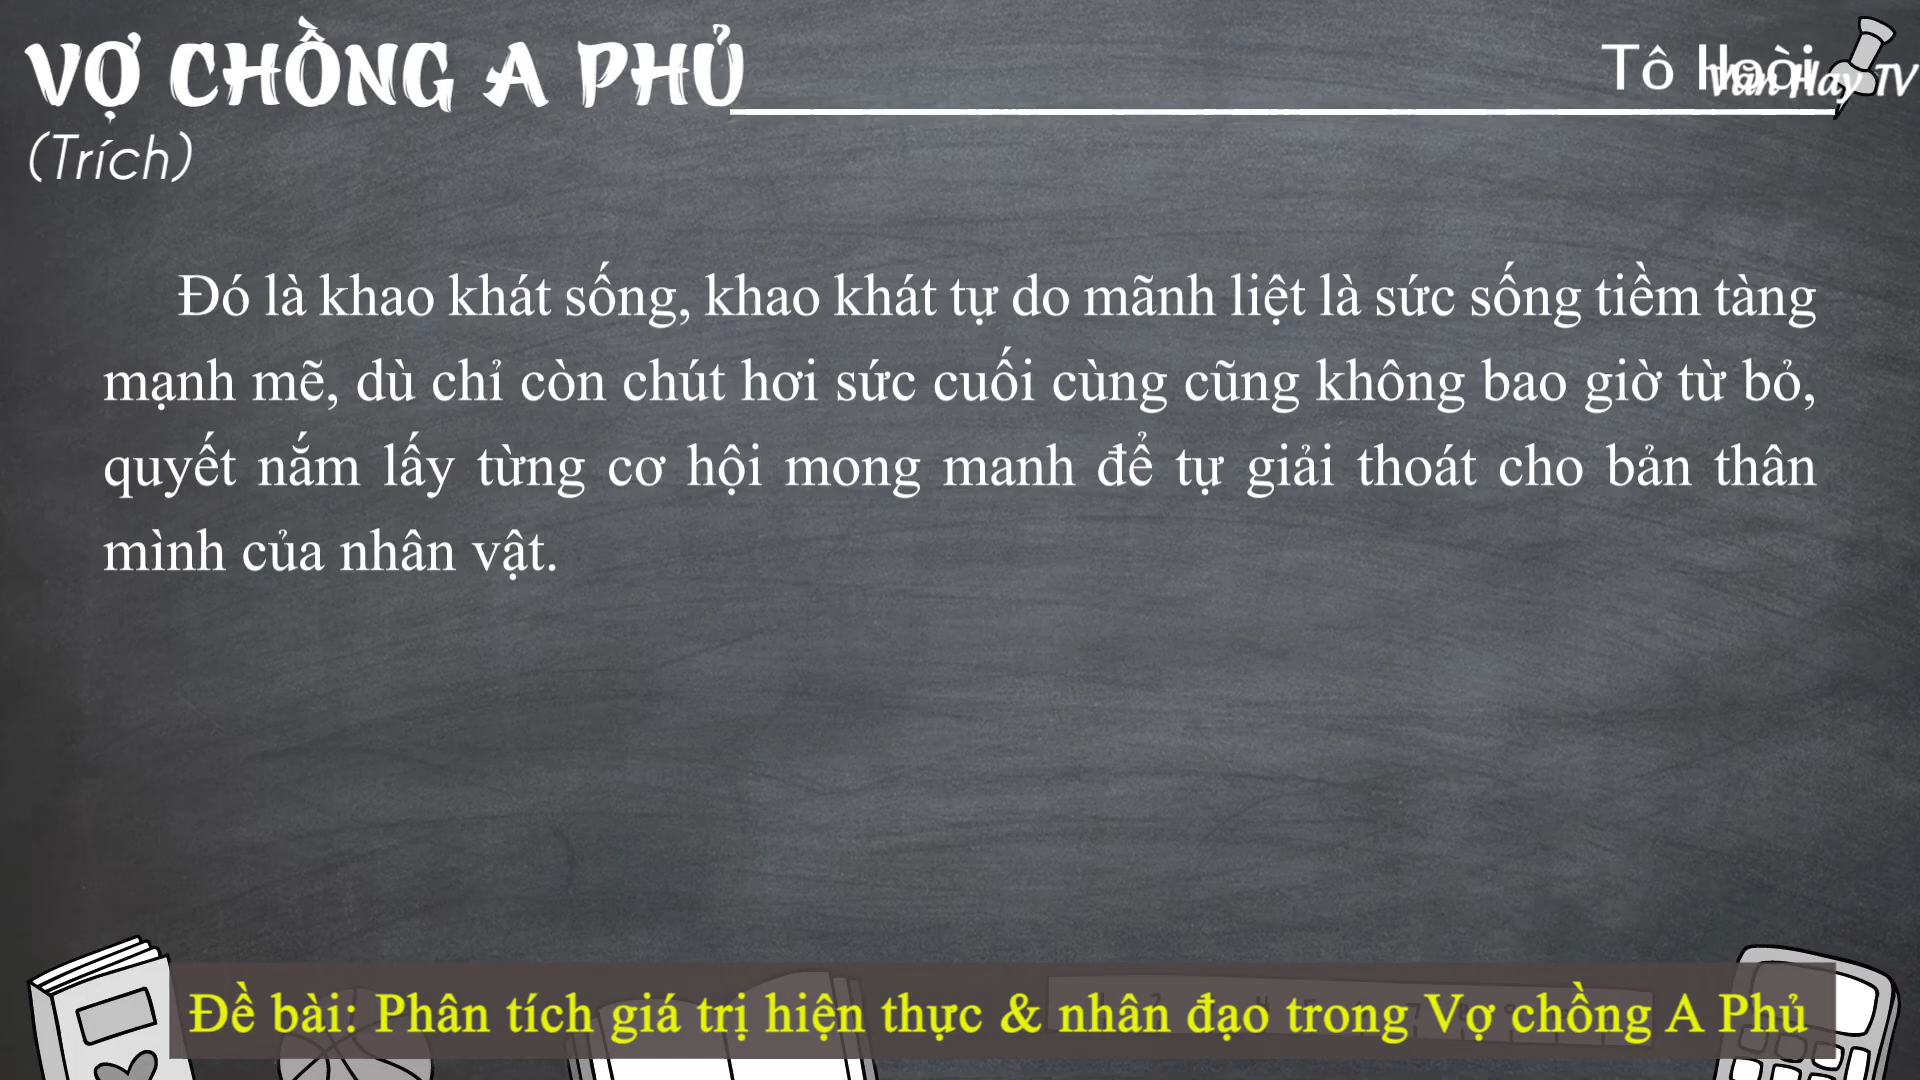 VỢ CHỒNG A PHỦ
Tô Hoài
Văn Hay TV
(Trích)
Đó là khao khát sống, khao khát tự do mãnh liệt là sức sống tiềm tàng
mạnh mẽ, dù chỉ còn chút hơi sức cuối cùng cũng không bao giờ từ bỏ,
quyết nắm lấy từng cơ hội mong manh để tự giải thoát cho bản thân
mình của nhân vật.
Đề bài: Phân tích giá trị hiện thực & nhân đạo trong Vợ chồng A Phủ